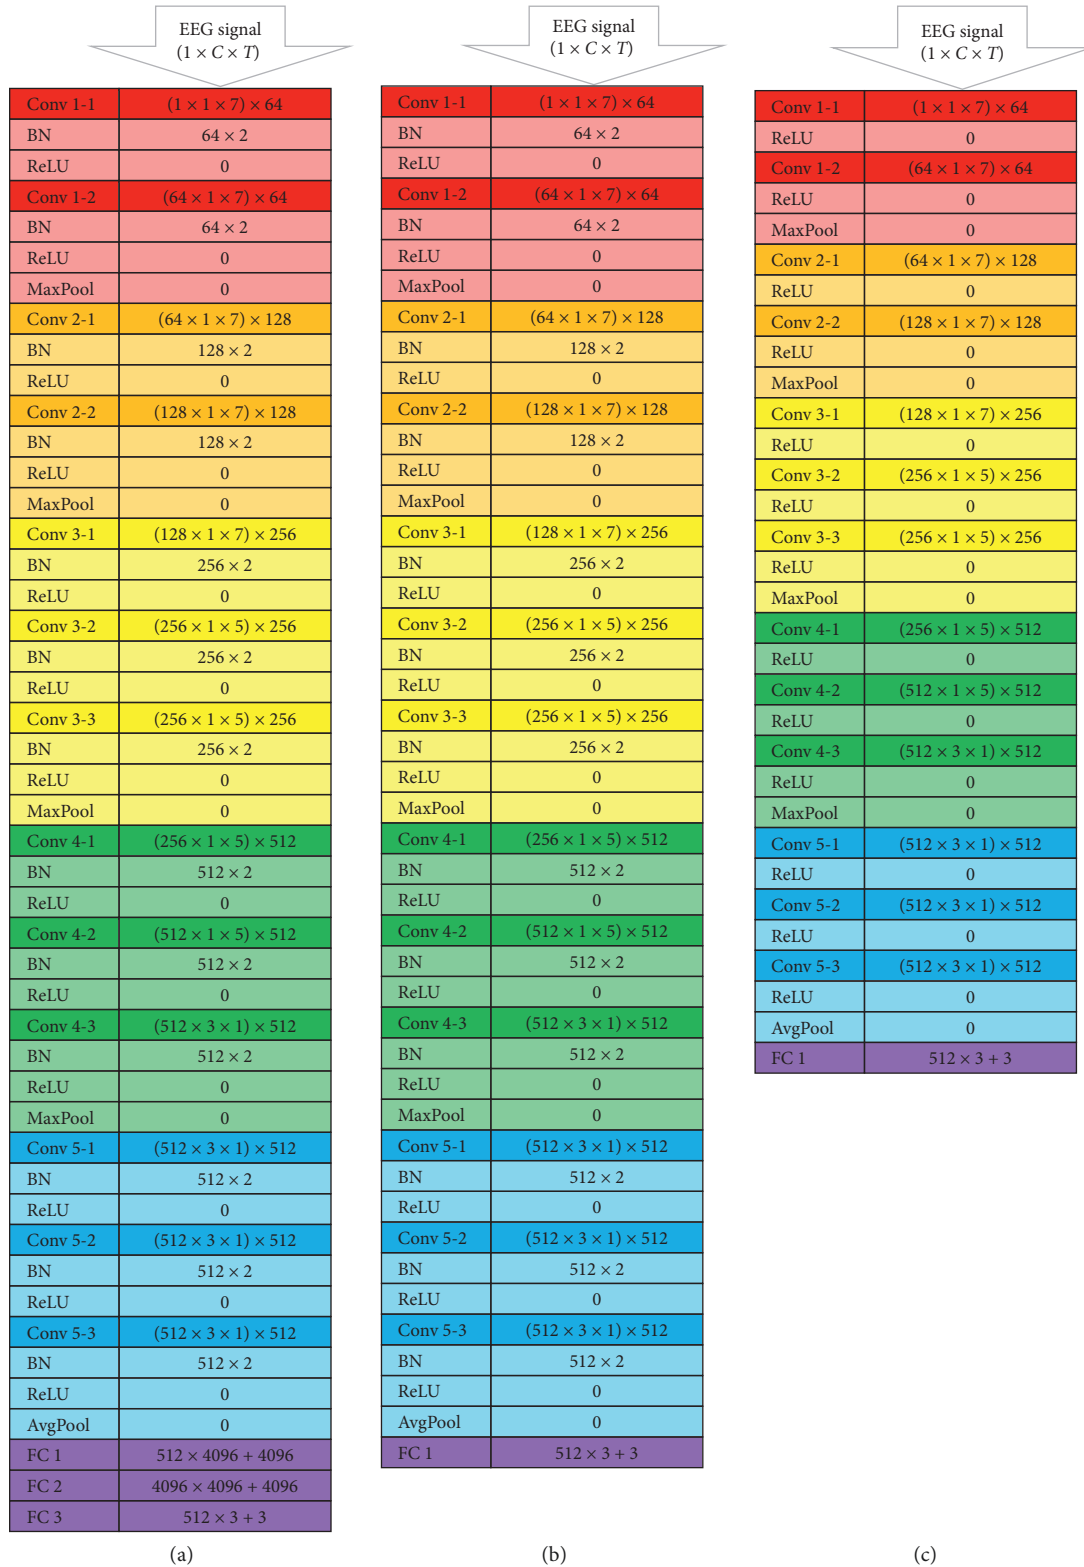 EEG signal
(1 × C × T)
Conv 1-1 (1 × 1 × 7) × 64
BN 64 × 2
ReLU 0
Conv 1-2 (64 × 1 × 7) × 64
BN 64 × 2
ReLU 0
MaxPool 0
Conv 2-1 (64 × 1 × 7) × 128
BN 128 × 2
ReLU 0
Conv 2-2 (128 × 1 × 7) × 128
BN 128 × 2
ReLU 0
MaxPool 0
Conv 3-1 (128 × 1 × 7) × 256
BN 256 × 2
ReLU 0
Conv 3-2 (256 × 1 × 5) × 256
BN 256 × 2
ReLU 0
Conv 3-3 (256 × 1 × 5) × 256
BN 256 × 2
ReLU 0
MaxPool 0
Conv 4-1 (256 × 1 × 5) × 512
BN 512 × 2
ReLU 0
Conv 4-2 (512 × 1 × 5) × 512
BN 512 × 2
ReLU 0
Conv 4-3 (512 × 3 × 1) × 512
BN 512 × 2
ReLU 0
MaxPool 0
Conv 5-1 (512 × 3 × 1) × 512
BN 512 × 2
ReLU 0
Conv 5-2 (512 × 3 × 1) × 512
BN 512 × 2
ReLU 0
Conv 5-3 (512 × 3 × 1) × 512
BN 512 × 2
ReLU 0
AvgPool 0
FC 1 512 × 4096 + 4096
FC 2 4096 × 4096 + 4096
FC 3 512 × 3 + 3
(a)
EEG signal
(1 × C × T)
Conv 1-1 (1 × 1 × 7) × 64
BN 64 × 2
ReLU 0
Conv 1-2 (64 × 1 × 7) × 64
BN 64 × 2
ReLU 0
MaxPool 0
Conv 2-1 (64 × 1 × 7) × 128
BN 128 × 2
ReLU 0
Conv 2-2 (128 × 1 × 7) × 128
BN 128 × 2
ReLU 0
MaxPool 0
Conv 3-1 (128 × 1 × 7) × 256
BN 256 × 2
ReLU 0
Conv 3-2 (256 × 1 × 5) × 256
BN 256 × 2
ReLU 0
Conv 3-3 (256 × 1 × 5) × 256
BN 256 × 2
ReLU 0
MaxPool 0
Conv 4-1 (256 × 1 × 5) × 512
BN 512 × 2
ReLU 0
Conv 4-2 (512 × 1 × 5) × 512
BN 512 × 2
ReLU 0
Conv 4-3 (512 × 3 × 1) × 512
BN 512 × 2
ReLU 0
MaxPool 0
Conv 5-1 (512 × 3 × 1) × 512
BN 512 × 2
ReLU 0
Conv 5-2 (512 × 3 × 1) × 512
BN 512 × 2
ReLU 0
Conv 5-3 (512 × 3 × 1) × 512
BN 512 × 2
ReLU 0
AvgPool 0
FC 1 512 × 3 + 3
(b)
EEG signal
(1 × C × T)
Conv 1-1 (1 × 1 × 7) × 64
ReLU 0
Conv 1-2 (64 × 1 × 7) × 64
ReLU 0
MaxPool 0
Conv 2-1 (64 × 1 × 7) × 128
ReLU 0
Conv 2-2 (128 × 1 × 7) × 128
ReLU 0
MaxPool 0
Conv 3-1 (128 × 1 × 7) × 256
ReLU 0
Conv 3-2 (256 × 1 × 5) × 256
ReLU 0
Conv 3-3 (256 × 1 × 5) × 256
ReLU 0
MaxPool 0
Conv 4-1 (256 × 1 × 5) × 512
ReLU 0
Conv 4-2 (512 × 1 × 5) × 512
ReLU 0
Conv 4-3 (512 × 3 × 1) × 512
ReLU 0
MaxPool 0
Conv 5-1 (512 × 3 × 1) × 512
ReLU 0
Conv 5-2 (512 × 3 × 1) × 512
ReLU 0
Conv 5-3 (512 × 3 × 1) × 512
ReLU 0
AvgPool 0
FC 1 512 × 3 + 3
(c)